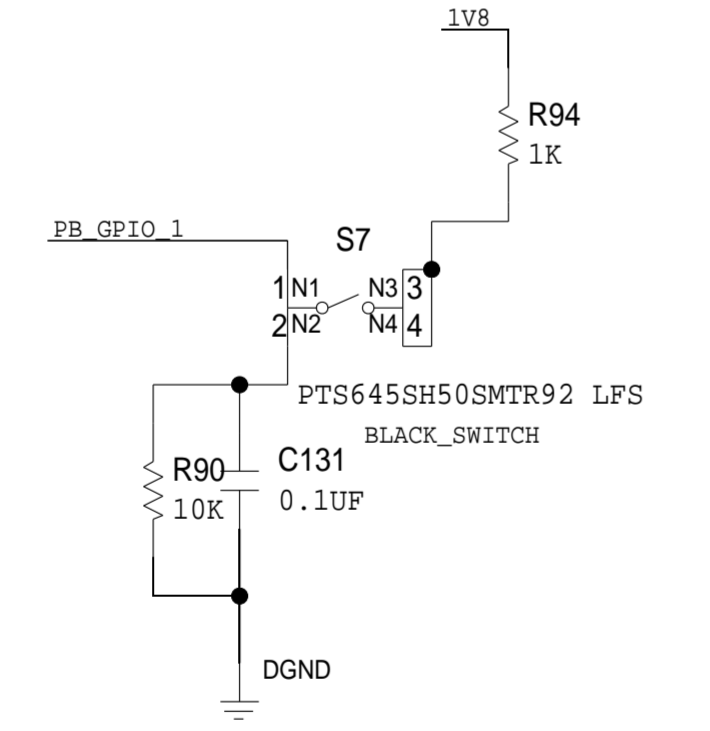 1V8
R94
1K
PB_GPIO_1
S7
1 N1 N3 3
2 N2 N4 4
PTS645SH50SMTR92 LFS
BLACK_SWITCH
R90
10K
C131
0.1UF
DGND